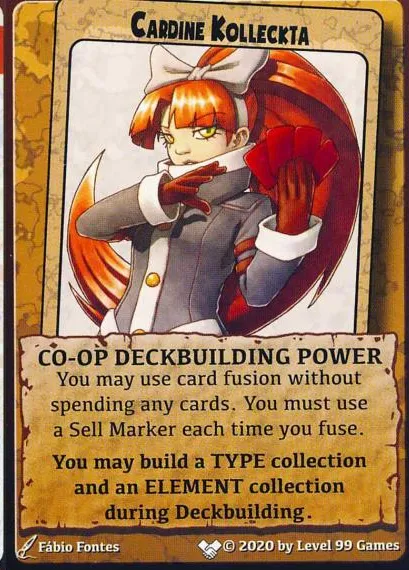 Cardine Kolleckta
CO-OP DECKBUILDING POWER
You may use card fusion without
spending any cards. You must use
a Sell Marker each time you fuse.
You may build a TYPE collection
and an ELEMENT collection
during Deckbuilding.
Fábio Fontes
© 2020 by Level 99 Games